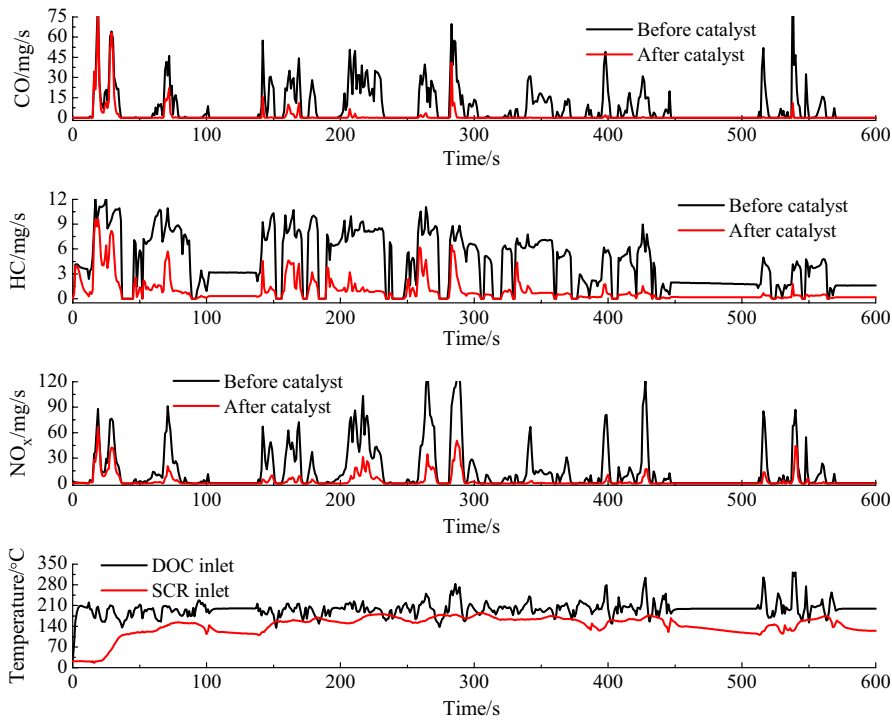 75
60
45
30
15
0
CO/mg/s
Before catalyst
After catalyst
0 100 200 300 400 500 600
Time/s
12
9
6
3
0
HC/mg/s
Before catalyst
After catalyst
0 100 200 300 400 500 600
Time/s
120
90
60
30
0
NOx/mg/s
Before catalyst
After catalyst
0 100 200 300 400 500 600
Time/s
350
280
210
140
70
0
Temperature/°C
DOC inlet
SCR inlet
0 100 200 300 400 500 600
Time/s